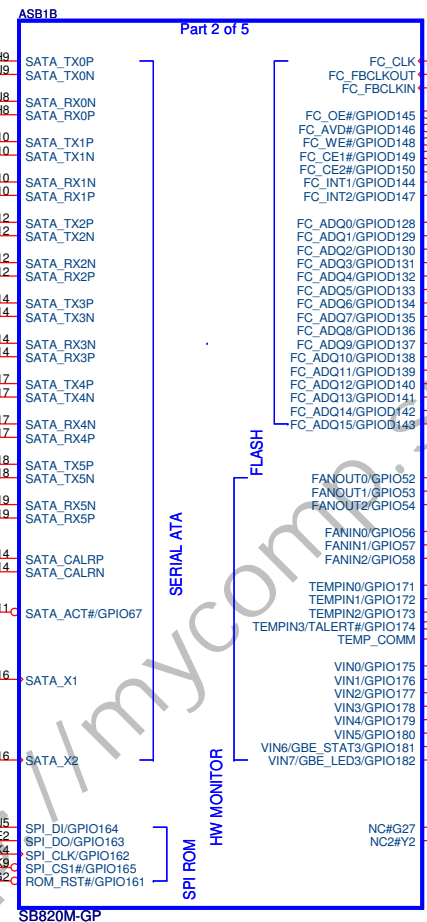 ASB1B
Part 2 of 5
SATA_TX0P
SATA_TX0N
SATA_RX0N
SATA_RX0P
SATA_TX1P
SATA_TX1N
SATA_RX1N
SATA_RX1P
SATA_TX2P
SATA_TX2N
SATA_RX2N
SATA_RX2P
SATA_TX3P
SATA_TX3N
SATA_RX3N
SATA_RX3P
SATA_TX4P
SATA_TX4N
SATA_RX4N
SATA_RX4P
SATA_TX5P
SATA_TX5N
SATA_RX5N
SATA_RX5P
SATA_CALRP
SATA_CALRN
SATA_ACT#/GPIO67
SATA_X1
SATA_X2
SPI_DI/GPIO164
SPI_DO/GPIO163
SPI_CLK/GPIO162
SPI_CS1#/GPIO165
ROM_RST#/GPIO161
SERIAL ATA
SPI ROM
FLASH
HW MONITOR
FC_CLK
FC_FBCLKOUT
FC_FBCLKIN
FC_OE#/GPIOD145
FC_AVD#/GPIOD146
FC_WE#/GPIOD148
FC_CE1#/GPIOD149
FC_CE2#/GPIOD150
FC_INT1/GPIOD144
FC_INT2/GPIOD147
FC_ADQ0/GPIOD128
FC_ADQ1/GPIOD129
FC_ADQ2/GPIOD130
FC_ADQ3/GPIOD131
FC_ADQ4/GPIOD132
FC_ADQ5/GPIOD133
FC_ADQ6/GPIOD134
FC_ADQ7/GPIOD135
FC_ADQ8/GPIOD136
FC_ADQ9/GPIOD137
FC_ADQ10/GPIOD138
FC_ADQ11/GPIOD139
FC_ADQ12/GPIOD140
FC_ADQ13/GPIOD141
FC_ADQ14/GPIOD142
FC_ADQ15/GPIOD143
FANOUT0/GPIO52
FANOUT1/GPIO53
FANOUT2/GPIO54
FANIN0/GPIO56
FANIN1/GPIO57
FANIN2/GPIO58
TEMPIN0/GPIO171
TEMPIN1/GPIO172
TEMPIN2/GPIO173
TEMPIN3/TALERT#/GPIO174
TEMP_COMM
VIN0/GPIO175
VIN1/GPIO176
VIN2/GPIO177
VIN3/GPIO178
VIN4/GPIO179
VIN5/GPIO180
VIN6/GBE_STAT3/GPIO181
VIN7/GBE_LED3/GPIO182
NC#G27
NC2#Y2
SB820M-GP
://mycomp.s